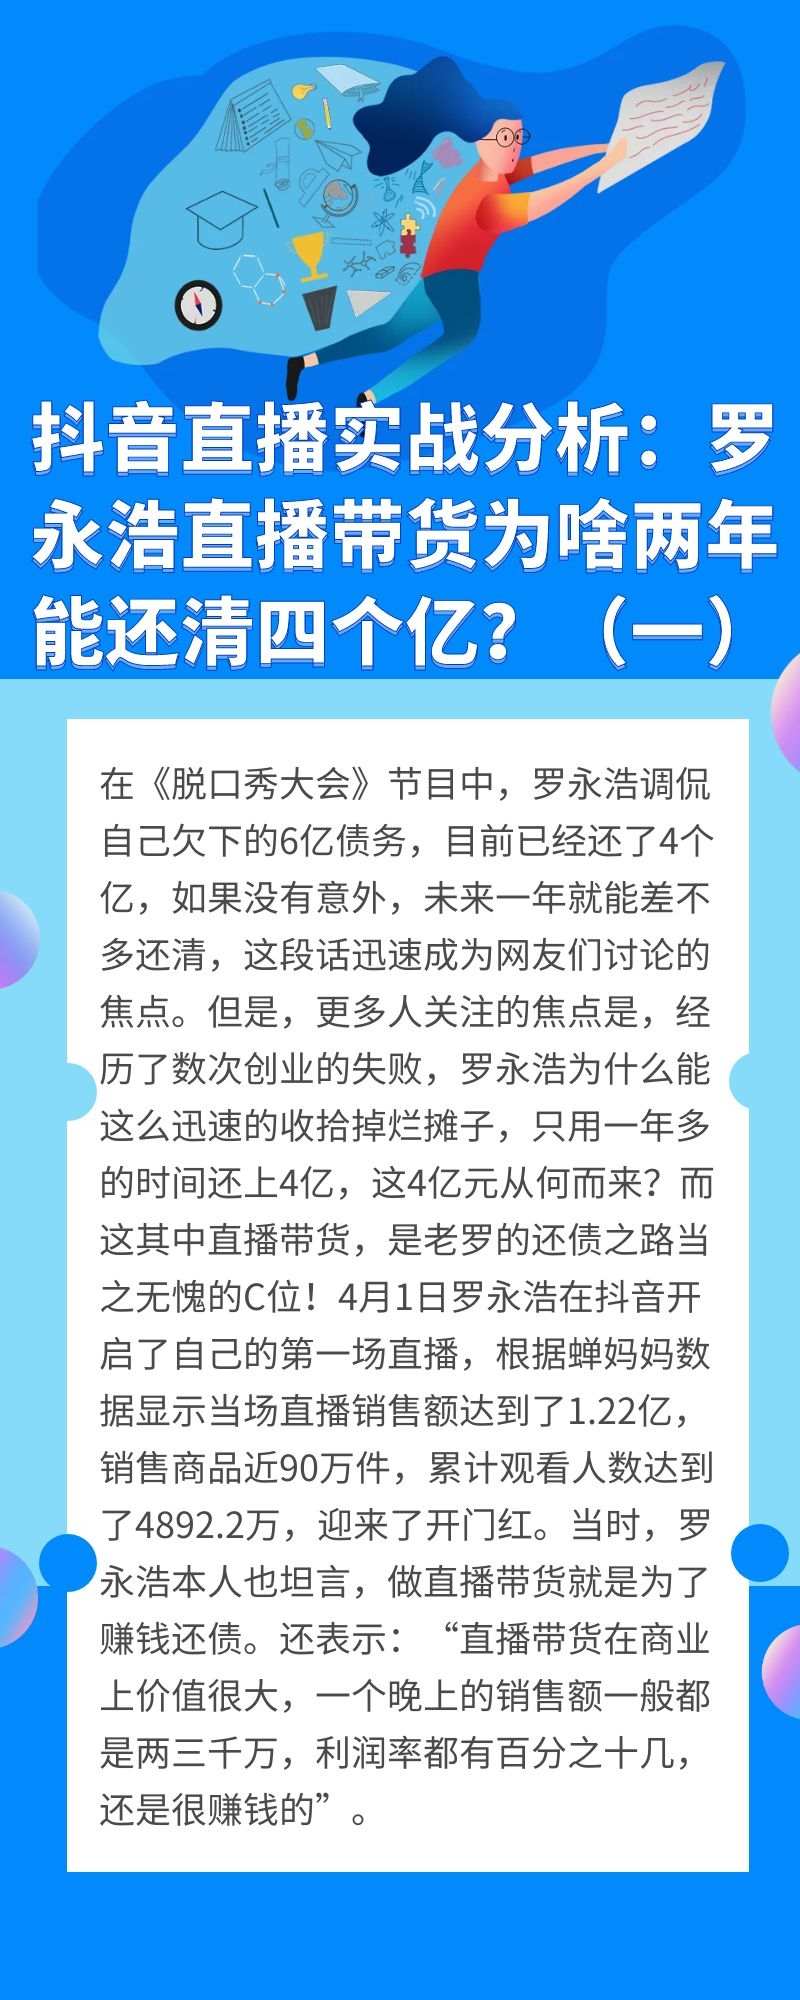 抖音直播实战分析：罗
永浩直播带货为啥两年
能还清四个亿？（一）
在《脱口秀大会》节目中，罗永浩调侃
自己欠下的6亿债务，目前已经还了4个
亿，如果没有意外，未来一年就能差不
多还清，这段话迅速成为网友们讨论的
焦点。但是，更多人关注的焦点是，经
历了数次创业的失败，罗永浩为什么能
这么迅速的收拾掉烂摊子，只用一年多
的时间还上4亿，这4亿元从何而来？而
这其中直播带货，是老罗的还债之路当
之无愧的C位！4月1日罗永浩在抖音开
启了自己的第一场直播，根据蝉妈妈数
据显示当场直播销售额达到了1.22亿，
销售商品近90万件，累计观看人数达到
了4892.2万，迎来了开门红。当时，罗
永浩本人也坦言，做直播带货就是为了
赚钱还债。还表示：“直播带货在商业
上价值很大，一个晚上的销售额一般都
是两三千万，利润率都有百分之十几，
还是很赚钱的”。